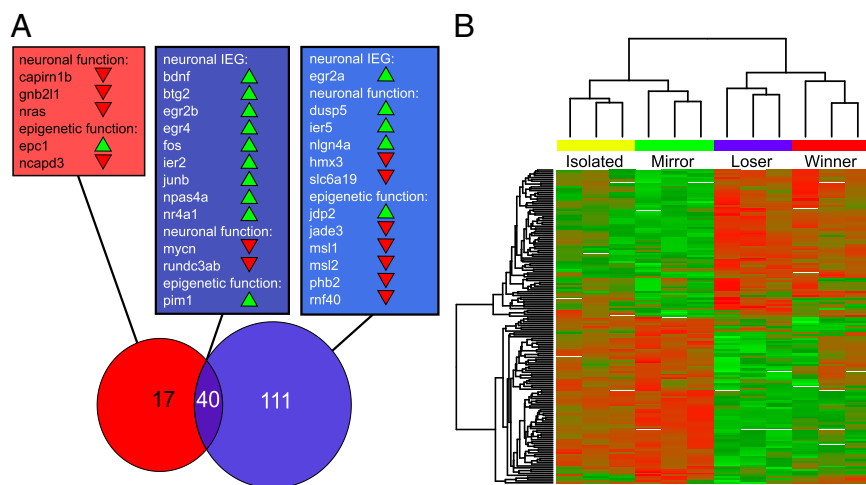 A
neuronal function:
capirn1b
gnb2l1
nras
epigenetic function:
epc1
ncapd3
neuronal IEG:
bdnf
btg2
egr2b
egr4
fos
ier2
junb
npas4a
nr4a1
neuronal function:
mycn
rundc3ab
epigenetic function:
pim1
neuronal IEG:
egr2a
neuronal function:
dusp5
ier5
nlgn4a
hmx3
slc6a19
epigenetic function:
jdp2
jade3
msl1
msl2
phb2
rnf40
17
40
111
B
Isolated Mirror Loser Winner